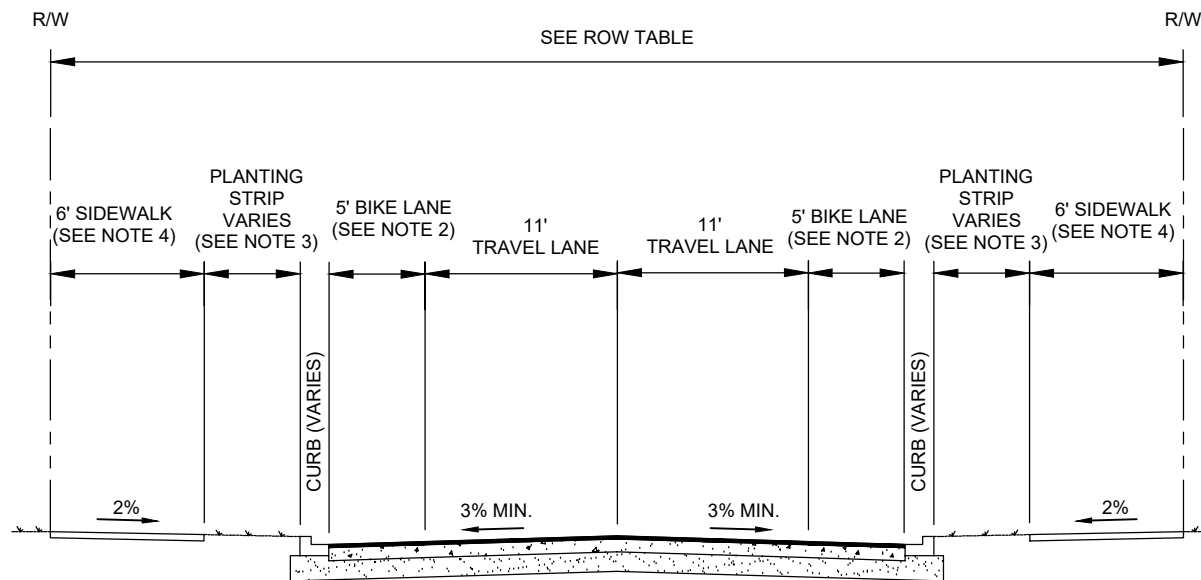 R/W
R/W
SEE ROW TABLE
6' SIDEWALK
(SEE NOTE 4)
PLANTING
STRIP
VARIES
(SEE NOTE 3)
5' BIKE LANE
(SEE NOTE 2)
11'
TRAVEL LANE
11'
TRAVEL LANE
5' BIKE LANE
(SEE NOTE 2)
PLANTING
STRIP
VARIES
(SEE NOTE 3)
6' SIDEWALK
(SEE NOTE 4)
CURB (VARIES)
CURB (VARIES)
2%
3% MIN.
3% MIN.
2%